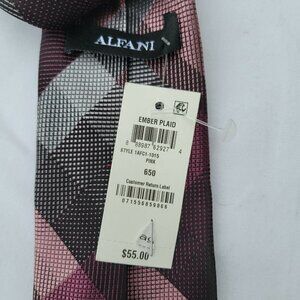 ALFANI
EMBER PLAID
STYLE 1AFC1-1015
PINK
650
Customer Return Label
$55.00